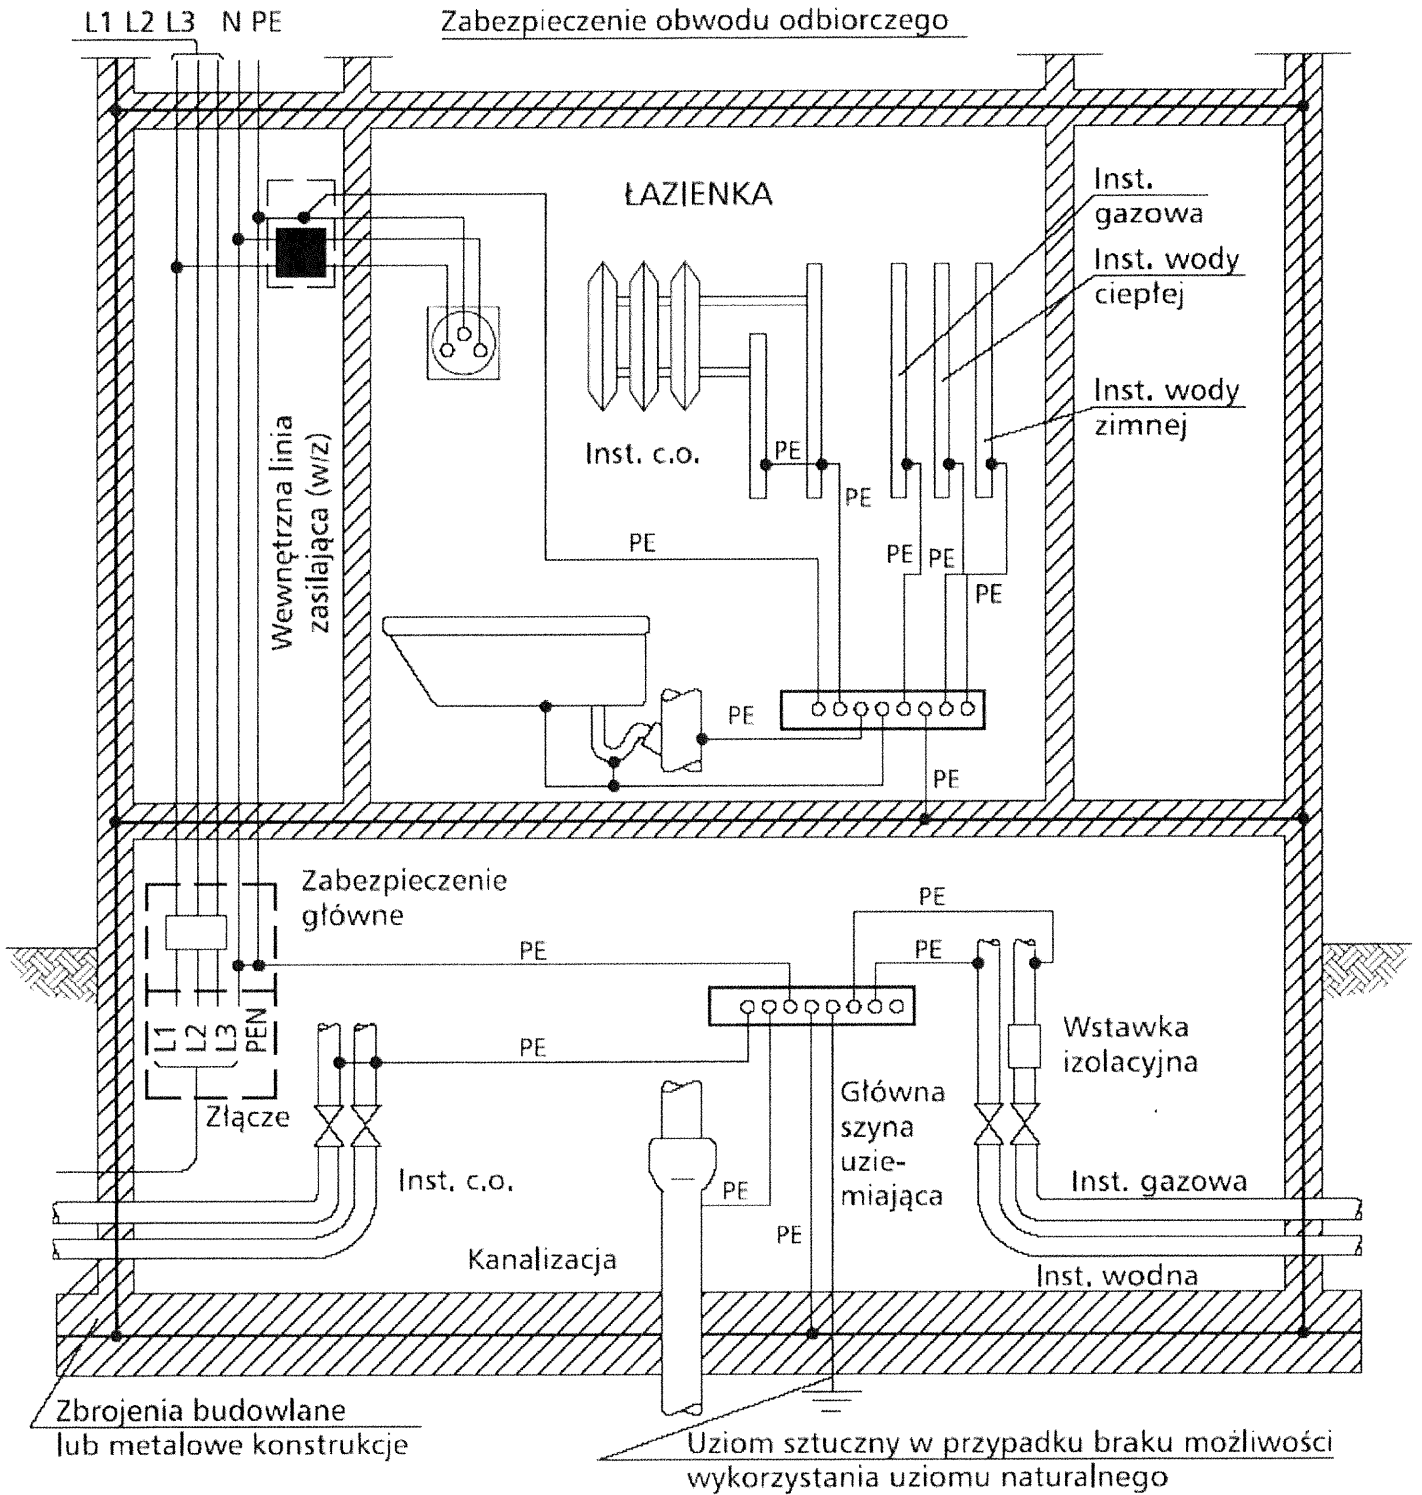 L1 L2 L3 N PE
Zabezpieczenie obwodu odbiorczego
ŁAZIENKA
Inst.
gazowa
Inst. wody
ciepłej
Inst. wody
zimnej
Inst. c.o.
PE
PE
Wewnętrzna linia
zasilająca (w/z)
PE
PE
PE
PE
PE
PE
Zabezpieczenie
główne
PE
PE
PE
L1
L2
L3
PEN
Złącze
PE
Wstawka
izolacyjna
Główna
szyna
uzie-
miająca
Inst. c.o.
PE
PE
Inst. gazowa
Kanalizacja
Inst. wodna
Zbrojenia budowlane
lub metalowe konstrukcje
Uziom sztuczny w przypadku braku możliwości
wykorzystania uziomu naturalnego